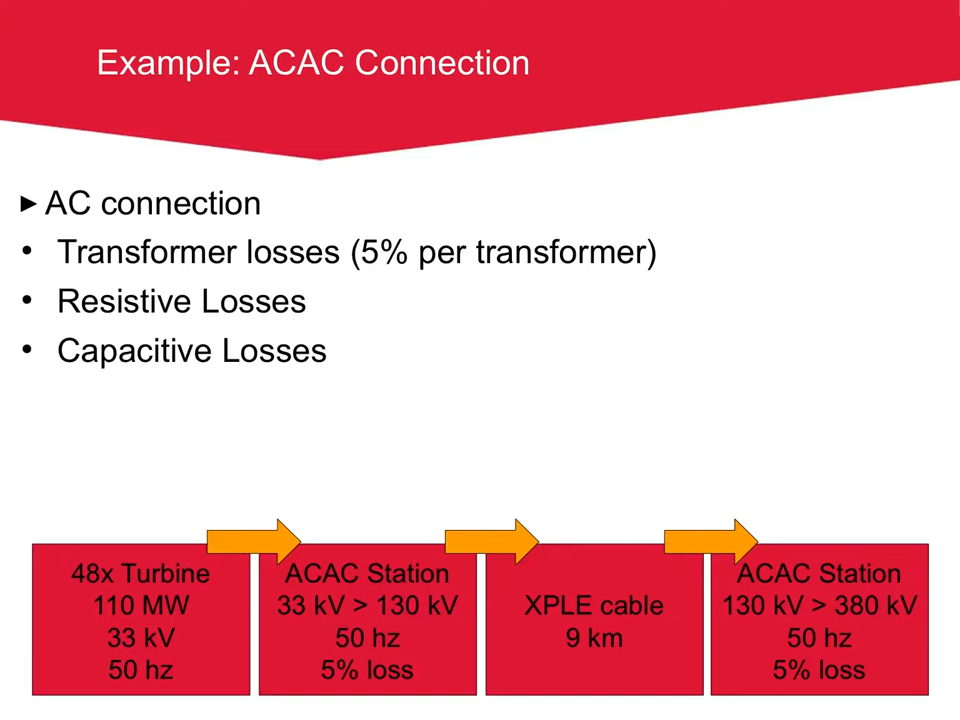 Example: ACAC Connection
►AC connection
• Transformer losses (5% per transformer)
• Resistive Losses
• Capacitive Losses
48x Turbine
110 MW
33 kV
50 hz
ACAC Station
33 kV > 130 kV
50 hz
5% loss
XPLE cable
9 km
ACAC Station
130 kV > 380 kV
50 hz
5% loss